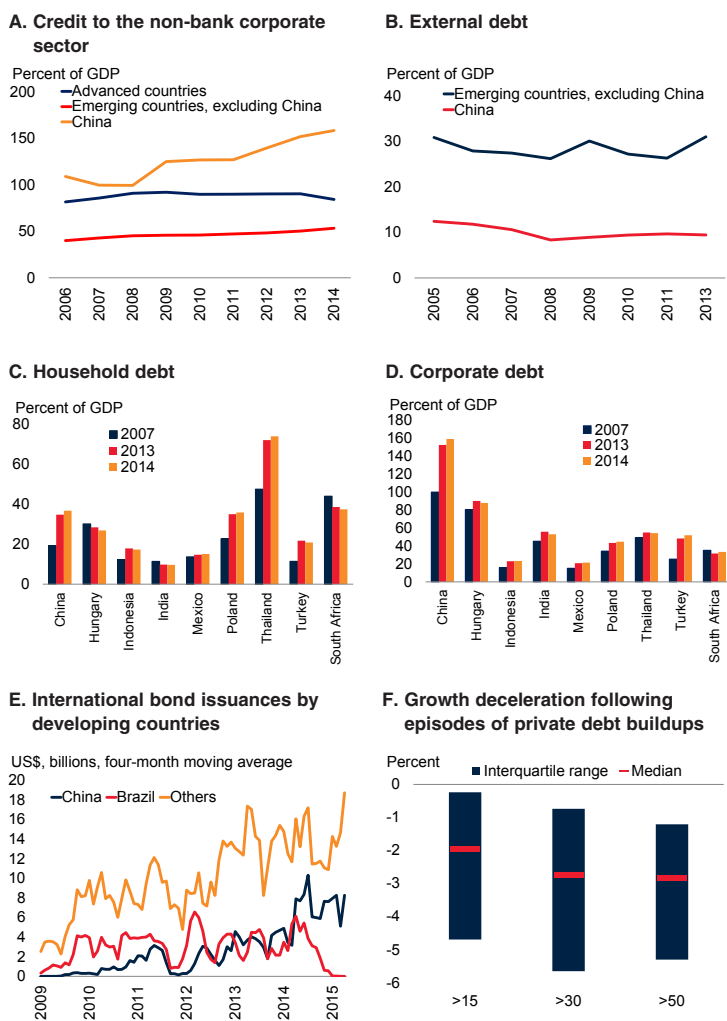 A. Credit to the non-bank corporate
sector
Percent of GDP
200
150
100
50
0
Advanced countries
Emerging countries, excluding China
China
2006
2007
2008
2009
2010
2011
2012
2013
2014
B. External debt
Percent of GDP
40
30
20
10
0
Emerging countries, excluding China
China
2005
2006
2007
2008
2009
2010
2011
2012
2013
C. Household debt
Percent of GDP
80
60
40
20
0
2007
2013
2014
China
Hungary
Indonesia
India
Mexico
Poland
Thailand
Turkey
South Africa
D. Corporate debt
Percent of GDP
180
160
140
120
100
80
60
40
20
0
2007
2013
2014
China
Hungary
Indonesia
India
Mexico
Poland
Thailand
Turkey
South Africa
E. International bond issuances by
developing countries
US$, billions, four-month moving average
20
18
16
14
12
10
8
6
4
2
0
China Brazil Others
2009
2010
2011
2012
2013
2014
2015
F. Growth deceleration following
episodes of private debt buildups
Percent
Interquartile range Median
0
-1
-2
-3
-4
-5
-6
>15 >30 >50